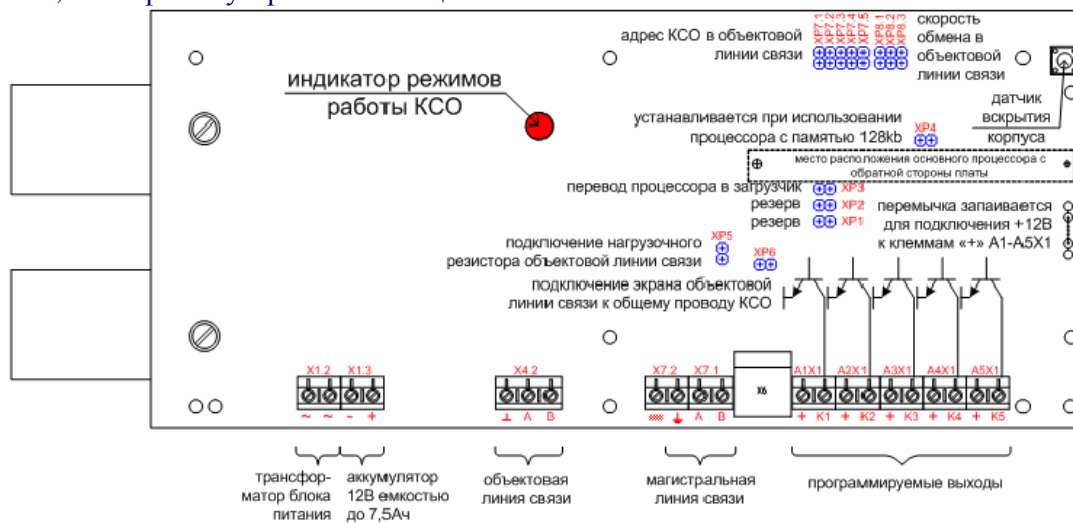 адрес КСО в объектовой
линии связи
XP7.1
XP7.2
XP7.3
XP7.4
XP7.5
XP8.1
XP8.2
XP8.3
скорость
обмена в
объектовой
линии связи
индикатор режимов
работы КСО
датчик
вскрытия
корпуса
устанавливается при использовании
процессора с памятью 128kb
XP4
место расположения основного процессора с
обратной стороны платы
перевод процессора в загрузчик
XP3
резерв
XP2
резерв
XP1
перемычка запаивается
для подключения +12В
к клеммам «+» A1-A5X1
подключение нагрузочного
резистора объектовой линии связи
XP5
XP6
подключение экрана объектовой
линии связи к общему проводу КСО
X1.2
X1.3
X4.2
X7.2
X7.1
X6
A1X1
A2X1
A3X1
A4X1
A5X1
~ ~ - +
⊥ A B
A B
+ K1 + K2 + K3 + K4 + K5
трансфор-
матор блока
питания
аккумулятор
12В емкостью
до 7,5Ач
объектовая
линия связи
магистральная
линия связи
программируемые выходы